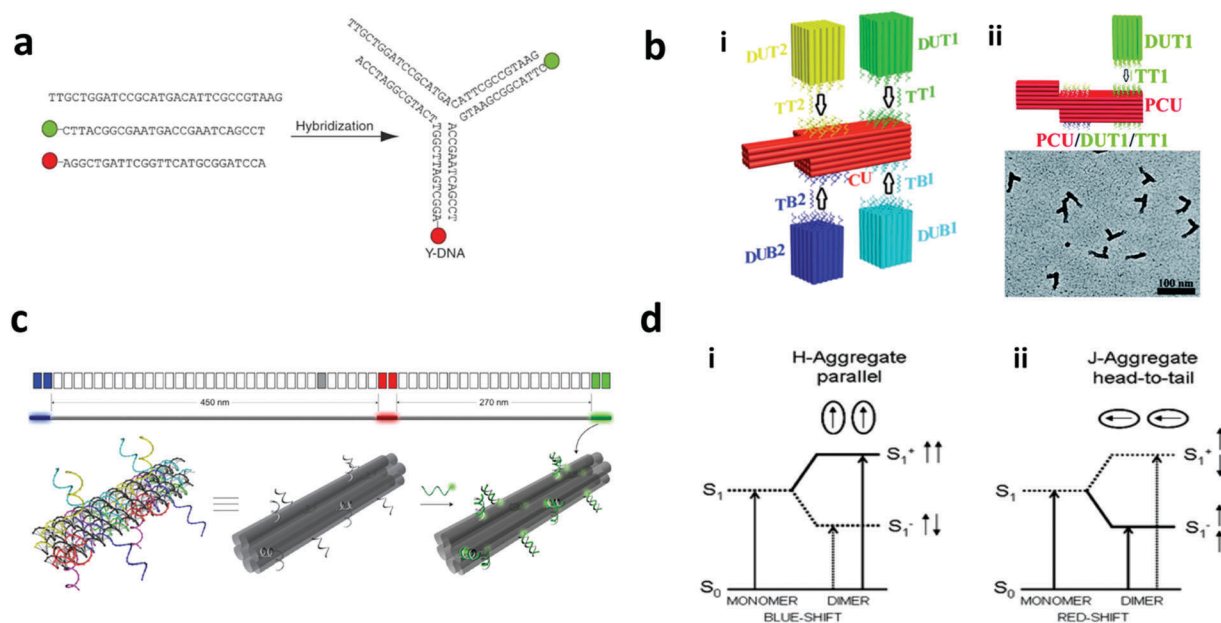 a
TTGCTGGATCCGCATGACATTCGCCGTAAG
CTTACGGCGAATGACCGAATCAGCCT
AGGCTGATTCGGTTCATGCGGATCCA
Hybridization
TTGCTGGATCCGCATGA
CATTCGCCGTAAG
ACCTAGGCGTACT
GTAAGCGGCATTC
TGGCTTAGTCGGA
ACCGAATCAGCCT
Y-DNA
b
i
DUT2
DUT1
TT2
TT1
CU
TB2
TB1
DUB2
DUB1
ii
DUT1
TT1
PCU
PCU/DUT1/TT1
100 nm
c
450 nm
270 nm
d
i
H-Aggregate
parallel
S1+ ↑↑
S1
S1- ↑↓
S0
MONOMER DIMER
BLUE-SHIFT
ii
J-Aggregate
head-to-tail
S1+ ↑↓
S1
S1- ↑↑
S0
MONOMER DIMER
RED-SHIFT